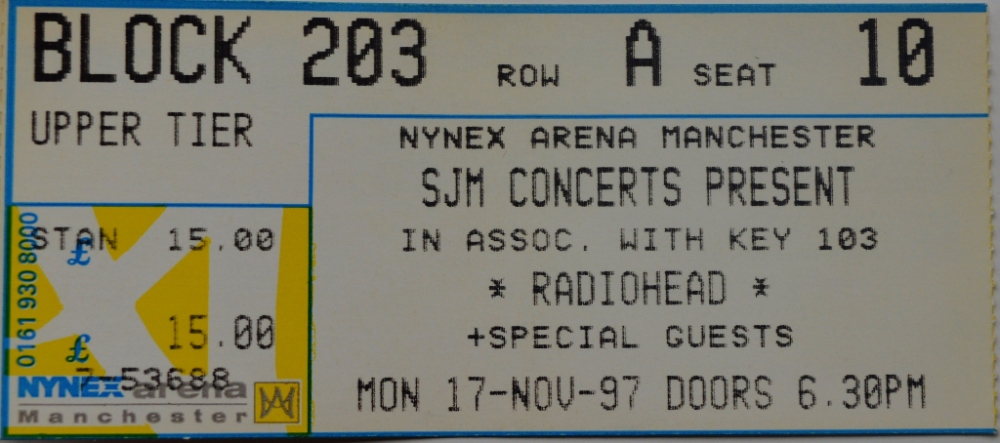 BLOCK 203 ROW A SEAT 10
UPPER TIER
NYNEX ARENA MANCHESTER
SJM CONCERTS PRESENT
IN ASSOC. WITH KEY 103
* RADIOHEAD *
+SPECIAL GUESTS
MON 17-NOV-97 DOORS 6.30PM
STAN £ 15.00
£ 15.00
53688
NYNEX arena
Manchester
0161 930 8000